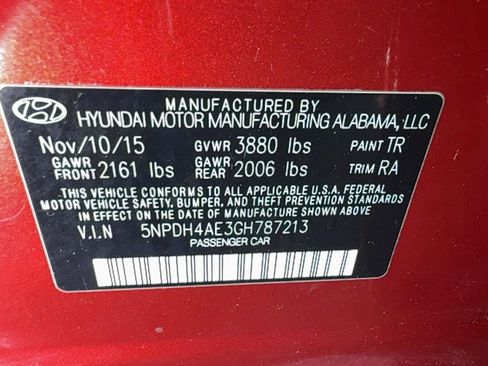 MANUFACTURED BY
HYUNDAI MOTOR MANUFACTURING ALABAMA, LLC
Nov/10/15 GVWR 3880 lbs PAINT TR
GAWR FRONT 2161 lbs GAWR REAR 2006 lbs TRIM RA
THIS VEHICLE CONFORMS TO ALL APPLICABLE U.S.A. FEDERAL
MOTOR VEHICLE SAFETY, BUMPER, AND THEFT PREVENTION STANDARDS
IN EFFECT ON THE DATE OF MANUFACTURE SHOWN ABOVE.
V.I.N 5NPDH4AE3GH787213
PASSENGER CAR